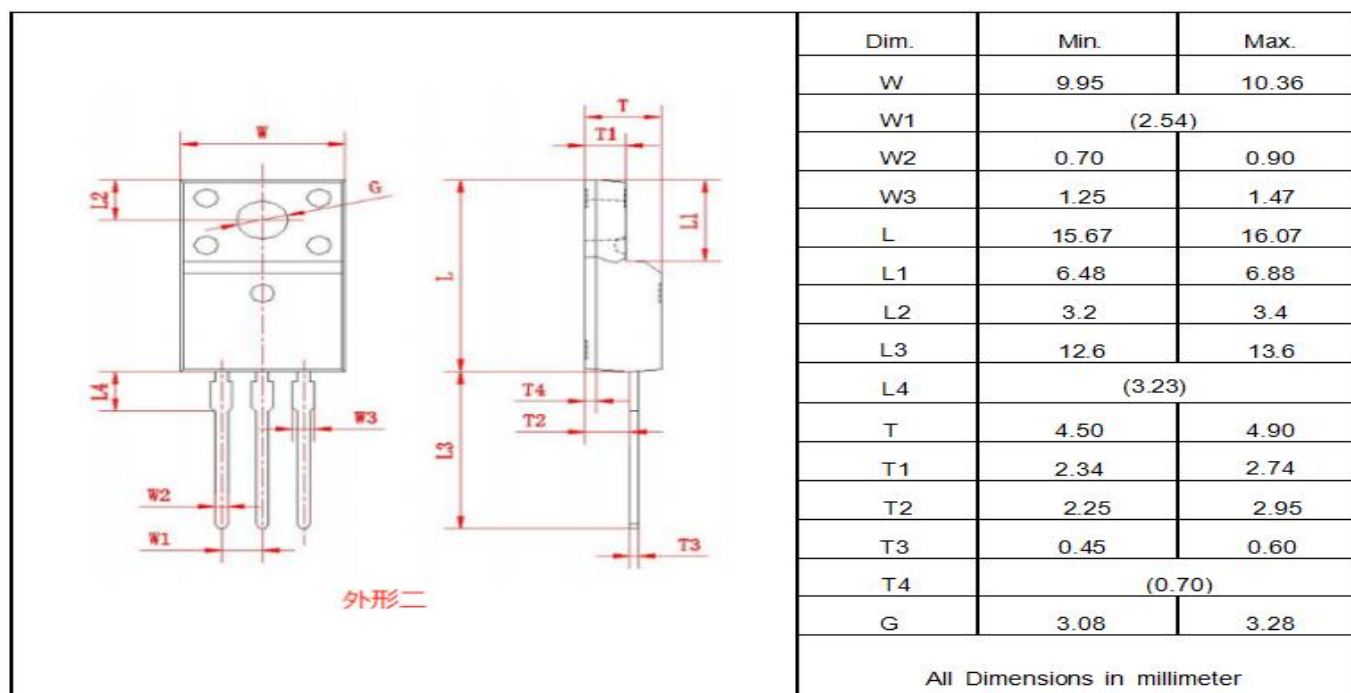 W
G
L2
L
L4
W3
W2
W1
外形二
T
T1
L1
T4
T2
L3
T3
Dim. Min. Max.
W 9.95 10.36
W1 (2.54)
W2 0.70 0.90
W3 1.25 1.47
L 15.67 16.07
L1 6.48 6.88
L2 3.2 3.4
L3 12.6 13.6
L4 (3.23)
T 4.50 4.90
T1 2.34 2.74
T2 2.25 2.95
T3 0.45 0.60
T4 (0.70)
G 3.08 3.28
All Dimensions in millimeter